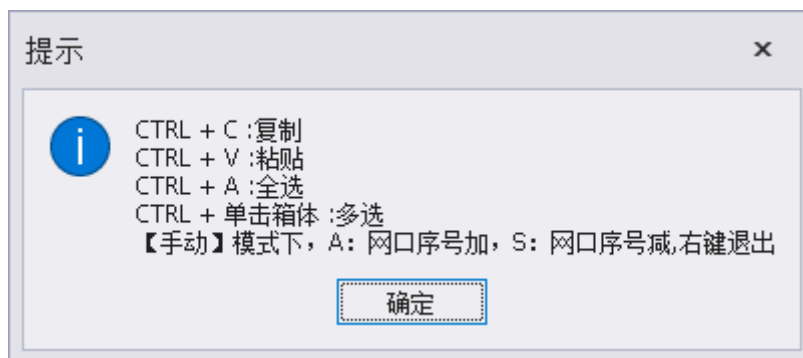 提示
CTRL + C :复制
CTRL + V :粘贴
CTRL + A :全选
CTRL + 单击箱体 :多选
【手动】模式下，A：网口序号加，S：网口序号减,右键退出
确定